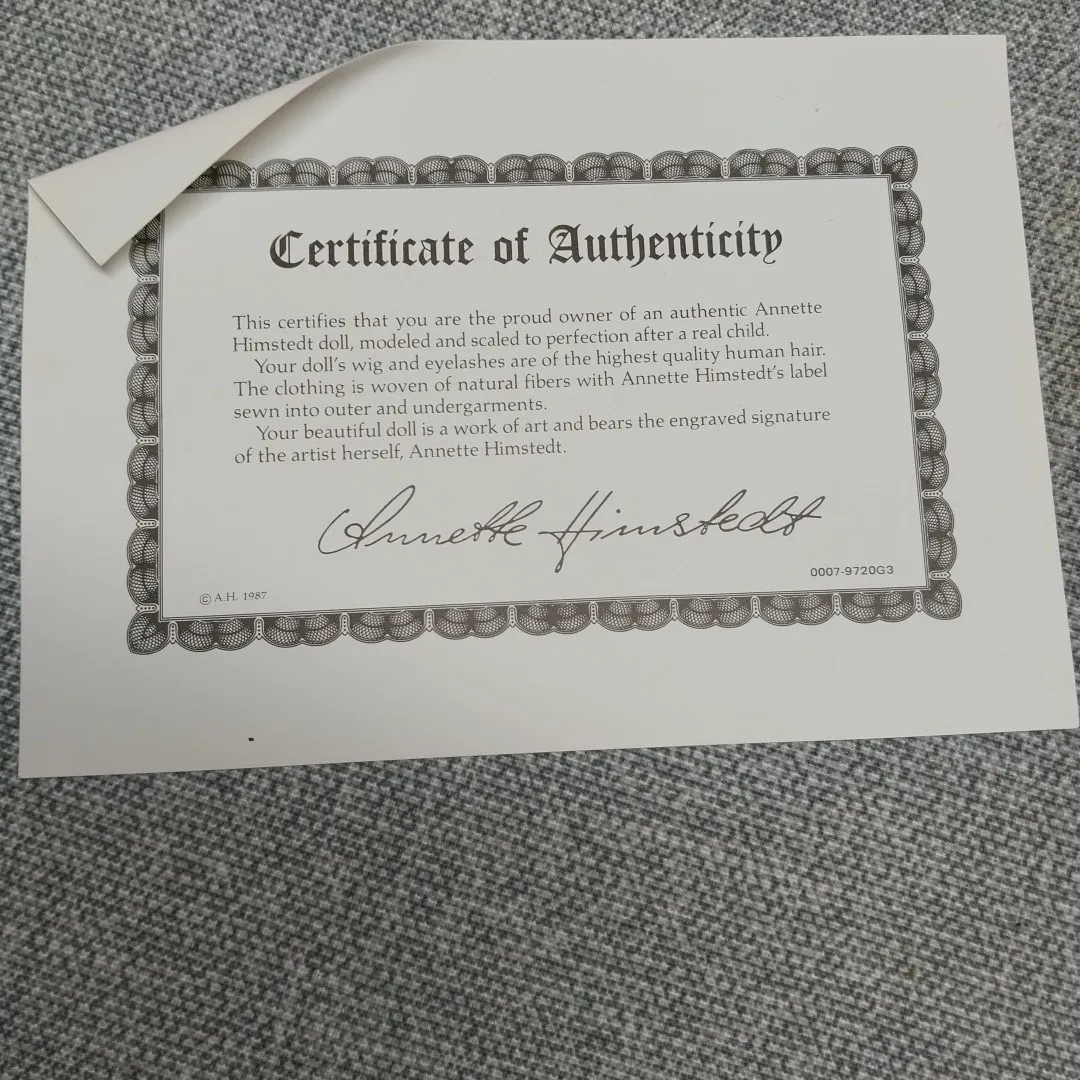 Certificate of Authenticity
This certifies that you are the proud owner of an authentic Annette
Himstedt doll, modeled and scaled to perfection after a real child.
Your doll's wig and eyelashes are of the highest quality human hair.
The clothing is woven of natural fibers with Annette Himstedt's label
sewn into outer and undergarments.
Your beautiful doll is a work of art and bears the engraved signature
of the artist herself, Annette Himstedt.
Annette Himstedt
0007-9720G3
© A.H. 1987